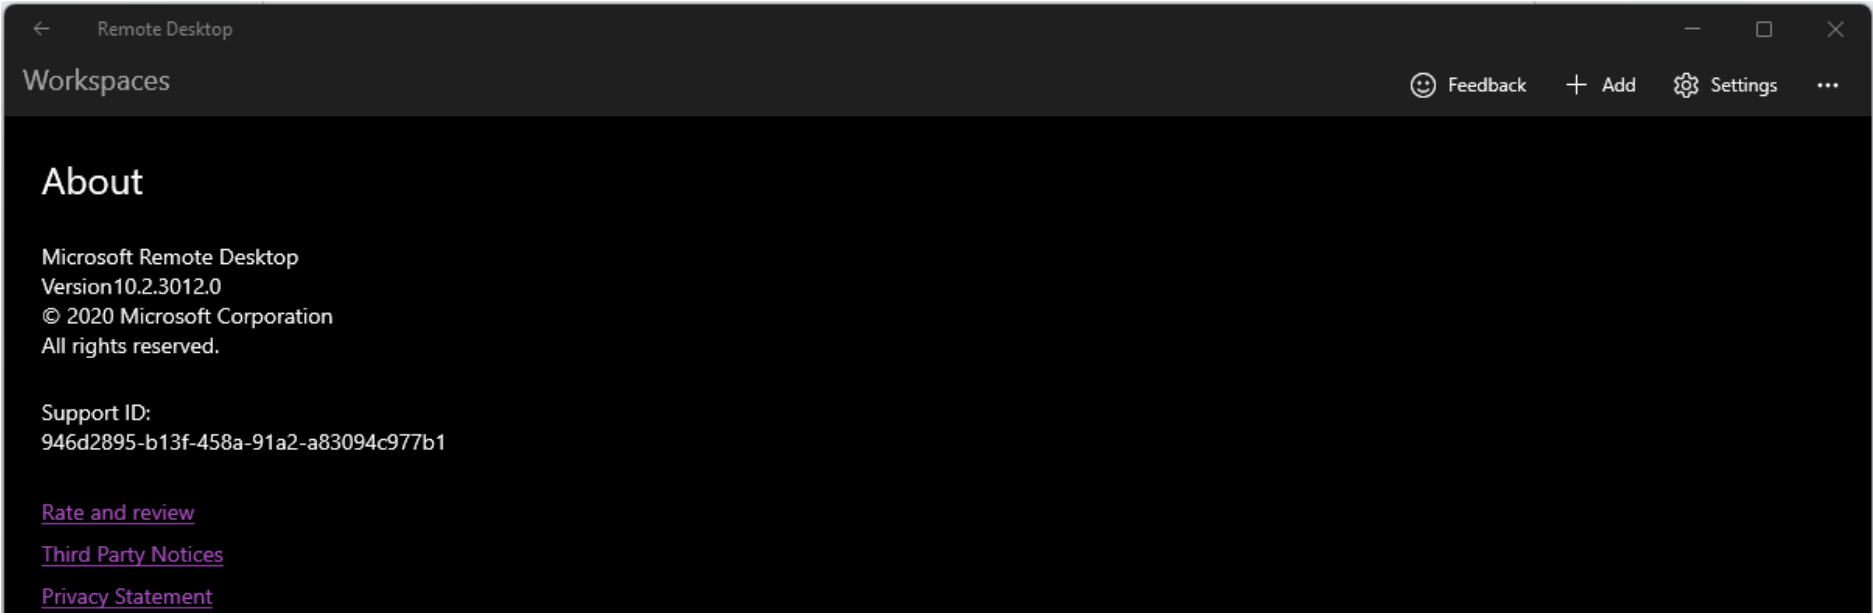 Remote Desktop
Workspaces
Feedback
Add
Settings
About
Microsoft Remote Desktop
Version10.2.3012.0
© 2020 Microsoft Corporation
All rights reserved.
Support ID:
946d2895-b13f-458a-91a2-a83094c977b1
Rate and review
Third Party Notices
Privacy Statement